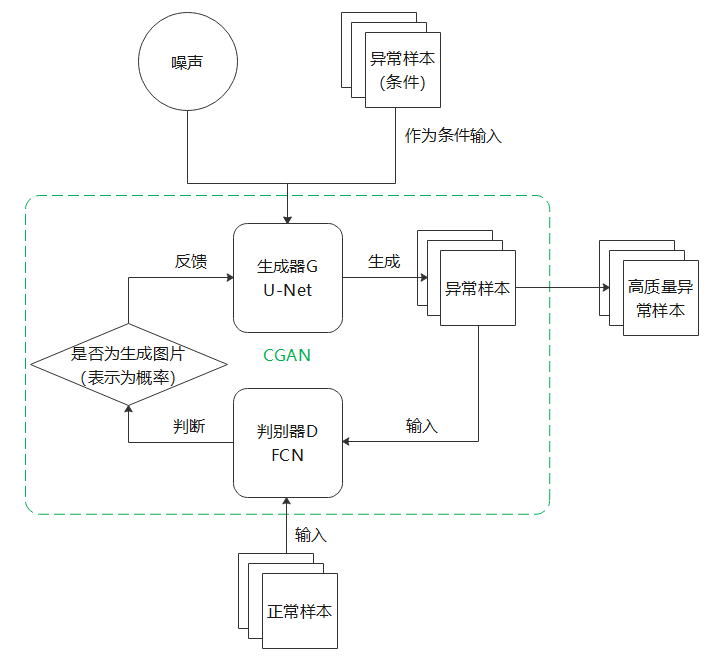 噪声
异常样本
(条件)
作为条件输入
反馈
生成器G
U-Net
生成
异常样本
高质量异
常样本
是否为生成图片
（表示为概率）
CGAN
判断
判别器D
FCN
输入
输入
正常样本